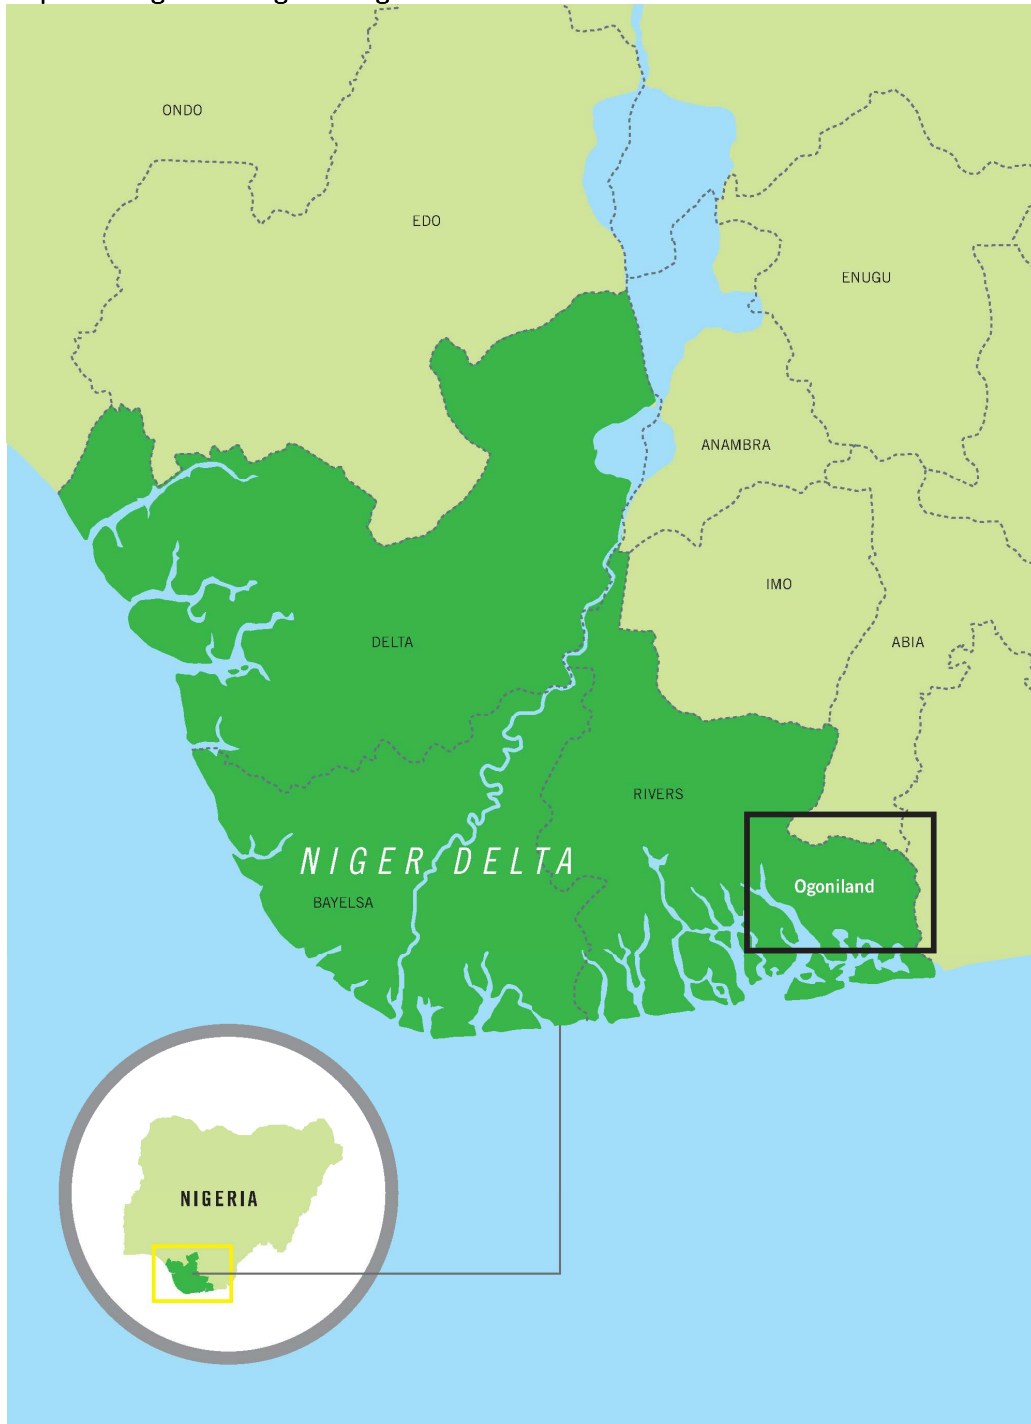 ONDO
EDO
ENUGU
ANAMBRA
IMO
DELTA
ABIA
RIVERS
NIGER DELTA
Ogoniland
BAYELSA
NIGERIA